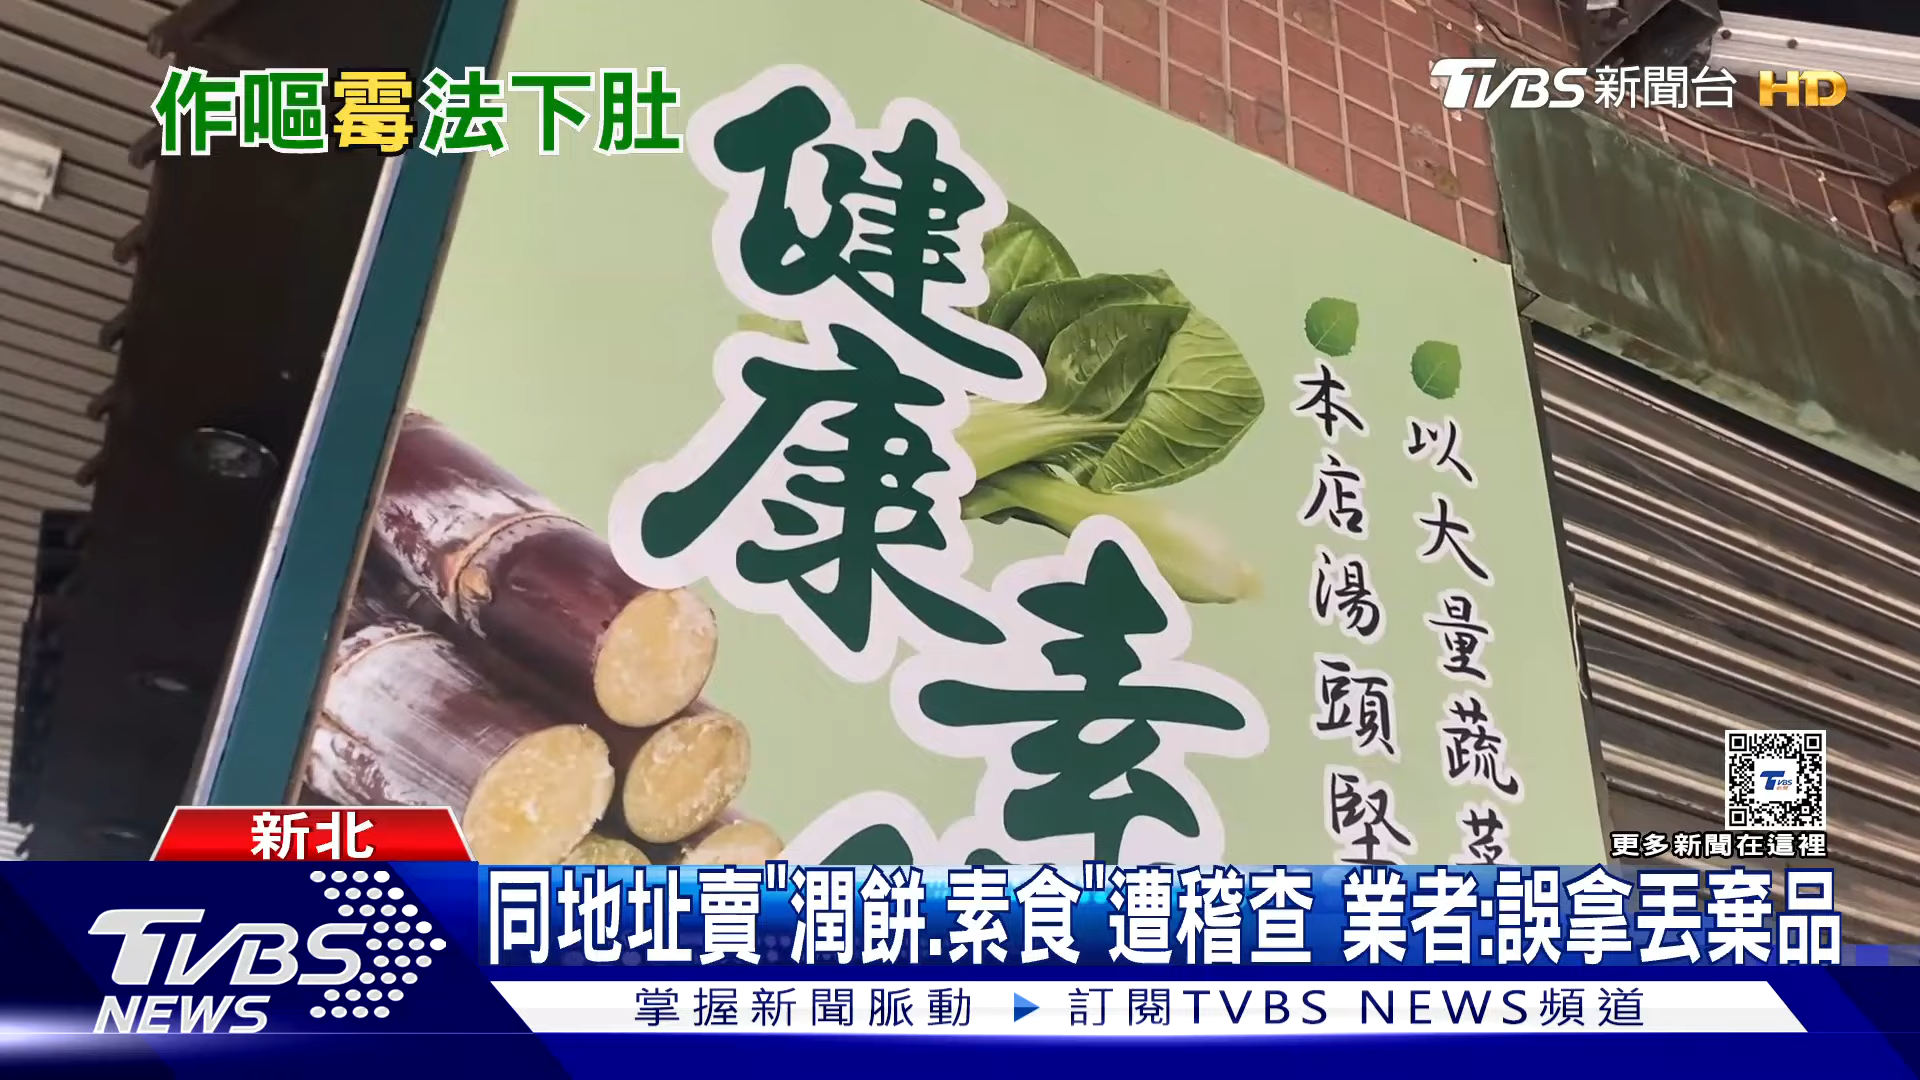 作嘔霉法下肚
TVBS新聞台 HD
健康素
本店湯頭堅
以大量蔬菜
更多新聞在這裡
新北
同地址賣"潤餅.素食"遭稽查 業者:誤拿丟棄品
TVBS NEWS
掌握新聞脈動 ▶ 訂閱TVBS NEWS頻道